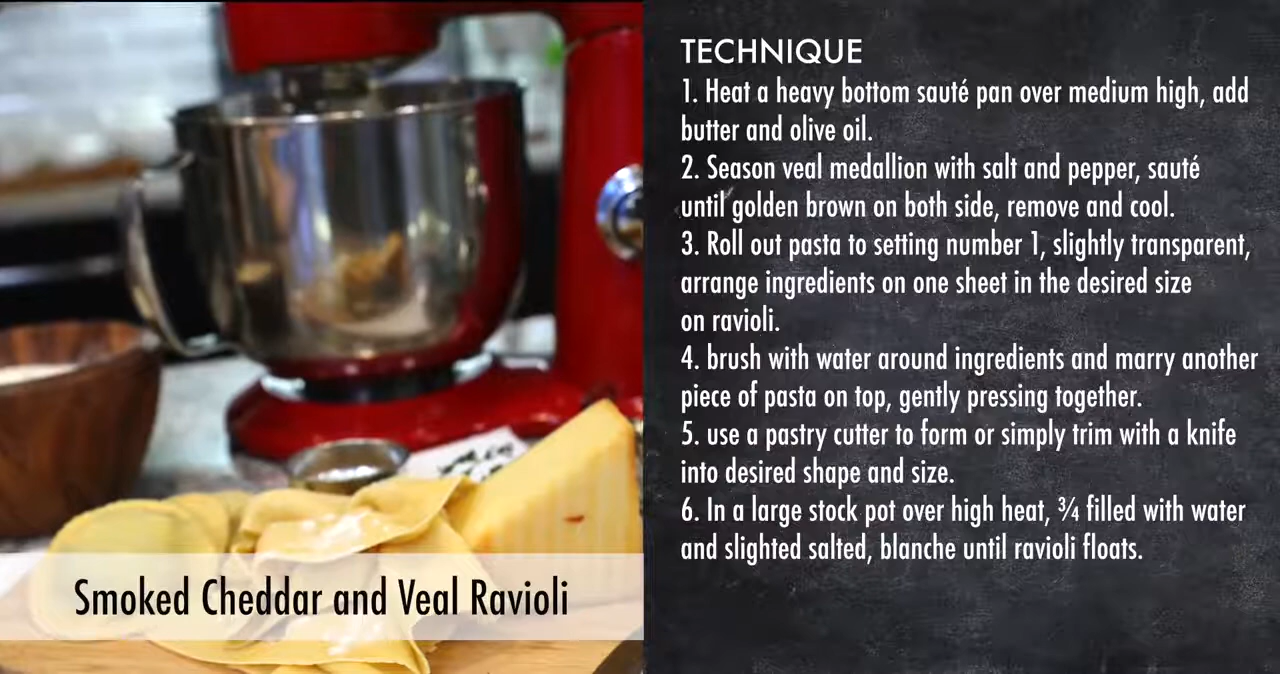 TECHNIQUE
1. Heat a heavy bottom sauté pan over medium high, add
butter and olive oil.
2. Season veal medallion with salt and pepper, sauté
until golden brown on both side, remove and cool.
3. Roll out pasta to setting number 1, slightly transparent,
arrange ingredients on one sheet in the desired size
on ravioli.
4. brush with water around ingredients and marry another
piece of pasta on top, gently pressing together.
5. use a pastry cutter to form or simply trim with a knife
into desired shape and size.
6. In a large stock pot over high heat, ¾ filled with water
and slighted salted, blanche until ravioli floats.
Smoked Cheddar and Veal Ravioli